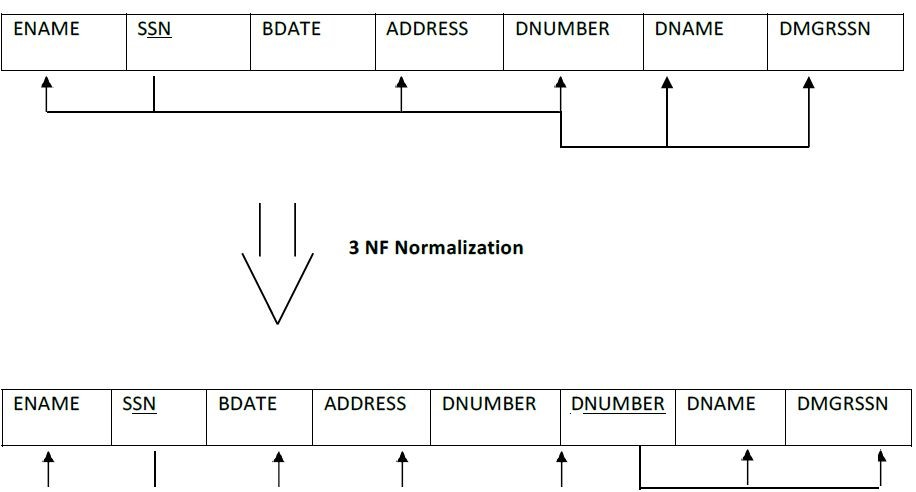 ENAME SSN BDATE ADDRESS DNUMBER DNAME DMGRSSN
3 NF Normalization
ENAME SSN BDATE ADDRESS DNUMBER DNUMBER DNAME DMGRSSN